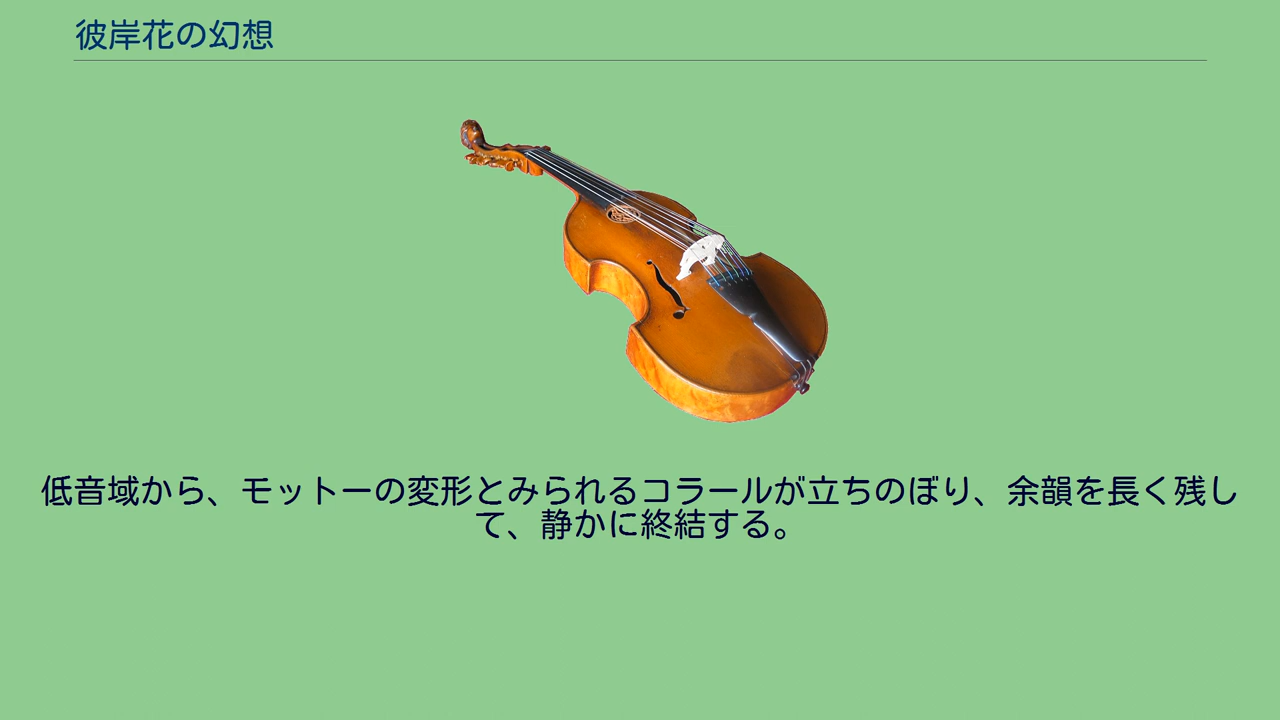 彼岸花の幻想
低音域から、モットーの変形とみられるコラールが立ちのぼり、余韻を長く残し
て、静かに終結する。